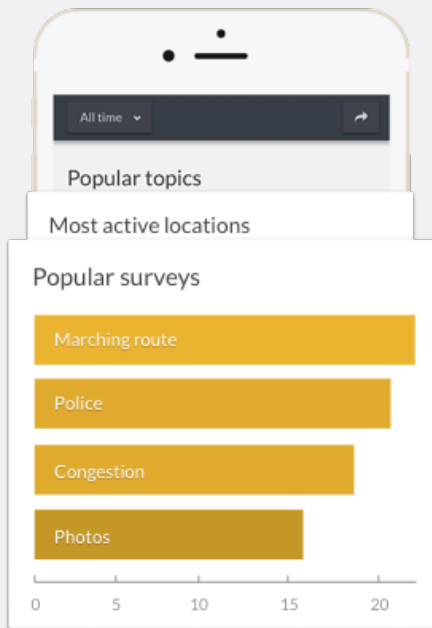 All time
Popular topics
Most active locations
Popular surveys
Marching route
Police
Congestion
Photos
0 5 10 15 20